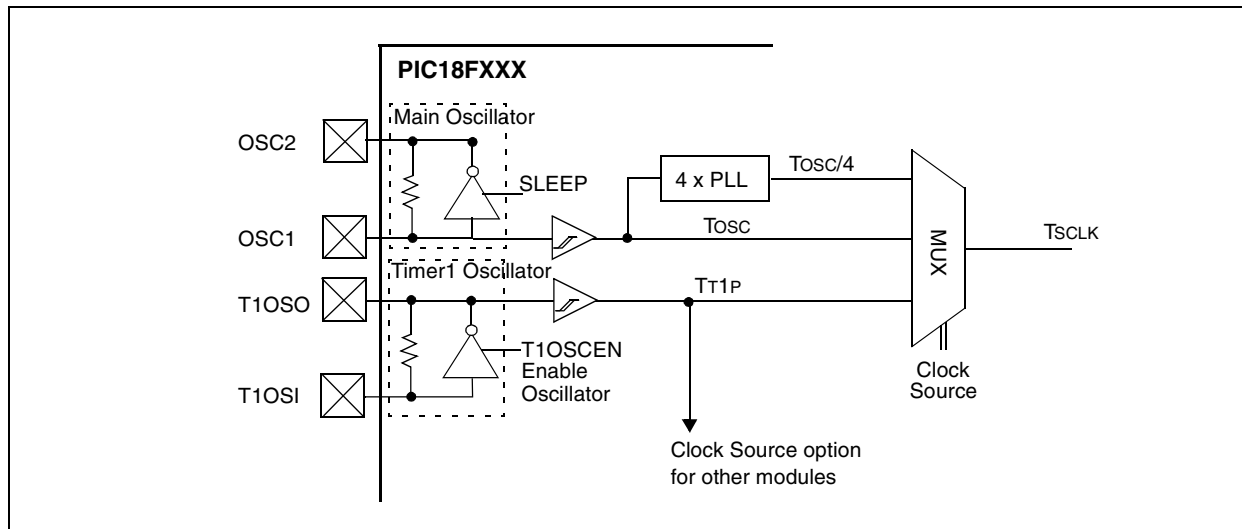 PIC18FXXX
Main Oscillator
OSC2
SLEEP
4 x PLL
TOSC/4
OSC1
TOSC
MUX
TSCLK
Timer1 Oscillator
T1OSO
TT1P
T1OSCEN
Enable
Oscillator
T1OSI
Clock
Source
Clock Source option
for other modules